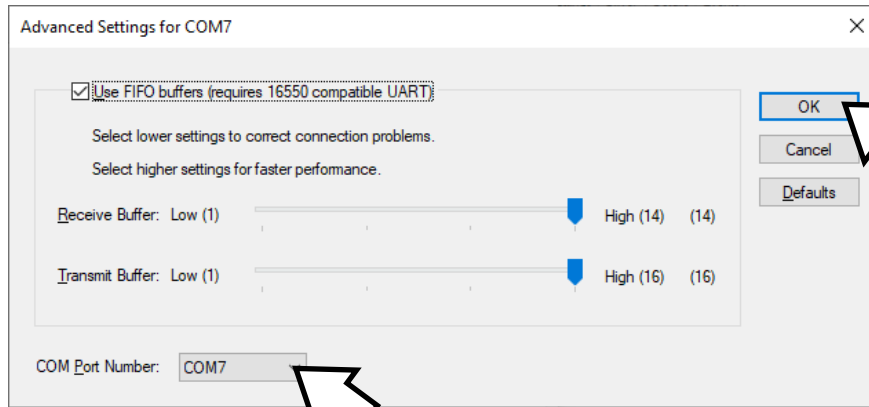 Advanced Settings for COM7
Use FIFO buffers (requires 16550 compatible UART)
OK
Select lower settings to correct connection problems.
Cancel
Select higher settings for faster performance.
Defaults
Receive Buffer: Low (1) High (14) (14)
Transmit Buffer: Low (1) High (16) (16)
COM Port Number: COM7